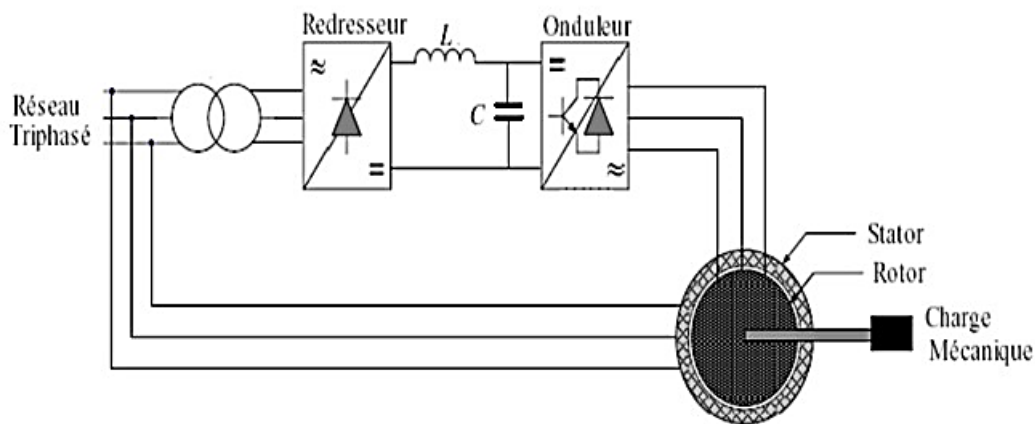 Redresseur
Onduleur
L
C
Réseau
Triphasé
≈
=
=
≈
Stator
Rotor
Charge
Mécanique